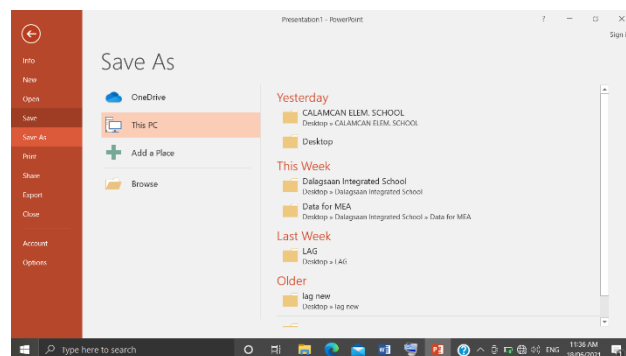 Presentation1 - PowerPoint
?
Sign i
Info
New
Open
Save
Save As
Print
Share
Export
Close
Account
Options
Save As
OneDrive
This PC
Add a Place
Browse
Yesterday
CALAMCAN ELEM. SCHOOL
Desktop » CALAMCAN ELEM. SCHOOL
Desktop
This Week
Dalagsaan Integrated School
Desktop » Dalagsaan Integrated School
Data for MEA
Desktop » Dalagsaan Integrated School » Data for MEA
Last Week
LAG
Desktop » LAG
Older
lag new
Desktop » lag new
Type here to search
ENG
11:36 AM
18/06/2021